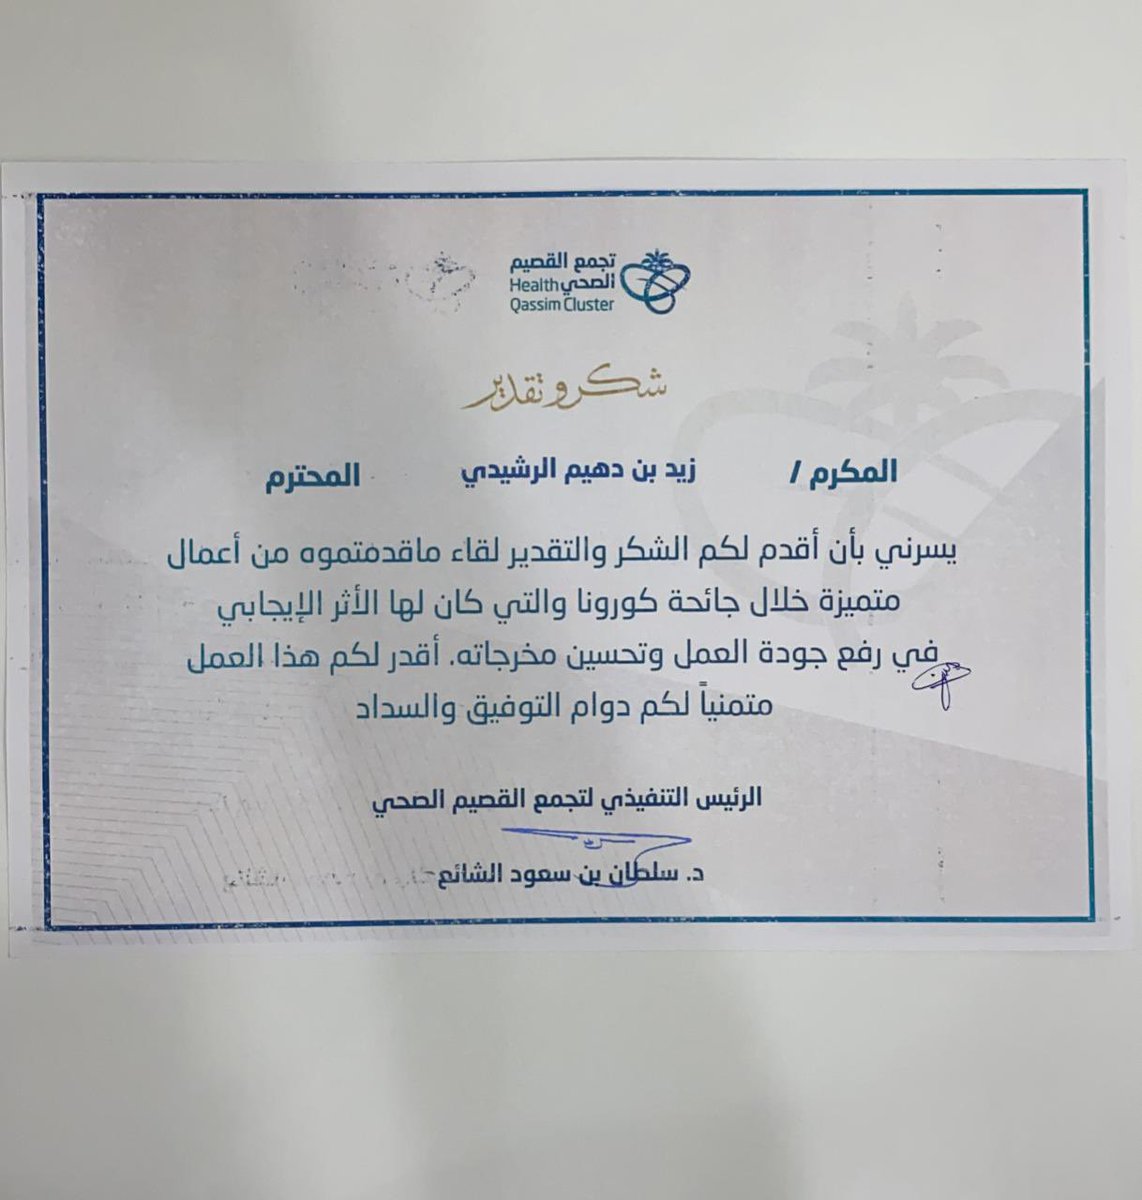 تجمع القصيم
الصحي Health
Qassim Cluster
شكر وتقدير
المكرم / زيد بن دهيم الرشيدي المحترم
يسرني بأن أقدم لكم الشكر والتقدير لقاء ماقدمتموه من أعمال
متميزة خلال جائحة كورونا والتي كان لها الأثر الإيجابي
في رفع جودة العمل وتحسين مخرجاته. أقدر لكم هذا العمل
متمنياً لكم دوام التوفيق والسداد
الرئيس التنفيذي لتجمع القصيم الصحي
د. سلطان بن سعود الشائع